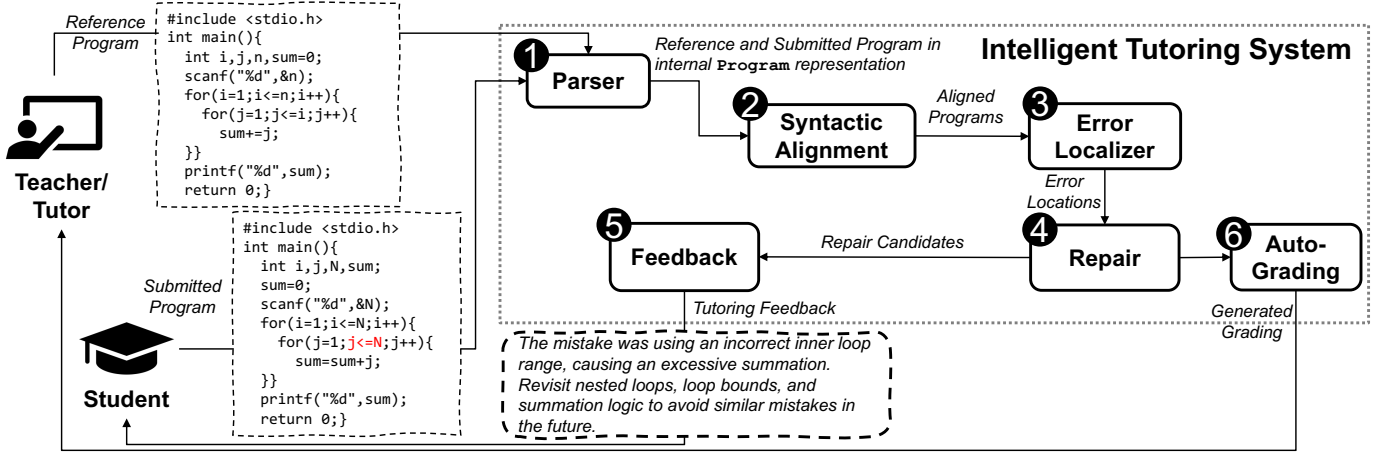 Reference
Program
#include <stdio.h>
int main(){
int i,j,n,sum=0;
scanf("%d",&n);
for(i=1;i<=n;i++){
for(j=1;j<=i;j++){
sum+=j;
}}
printf("%d",sum);
return 0;}
Teacher/
Tutor
Submitted
Program
#include <stdio.h>
int main(){
int i,j,N,sum;
sum=0;
scanf("%d",&N);
for(i=1;i<=N;i++){
for(j=1;j<=N;j++){
sum=sum+j;
}}
printf("%d",sum);
return 0;}
Student
Intelligent Tutoring System
1
Parser
Reference and Submitted Program in
internal Program representation
2
Syntactic
Alignment
Aligned
Programs
3
Error
Localizer
Error
Locations
4
Repair
Repair Candidates
5
Feedback
6
Auto-
Grading
Tutoring Feedback
Generated
Grading
The mistake was using an incorrect inner loop
range, causing an excessive summation.
Revisit nested loops, loop bounds, and
summation logic to avoid similar mistakes in
the future.